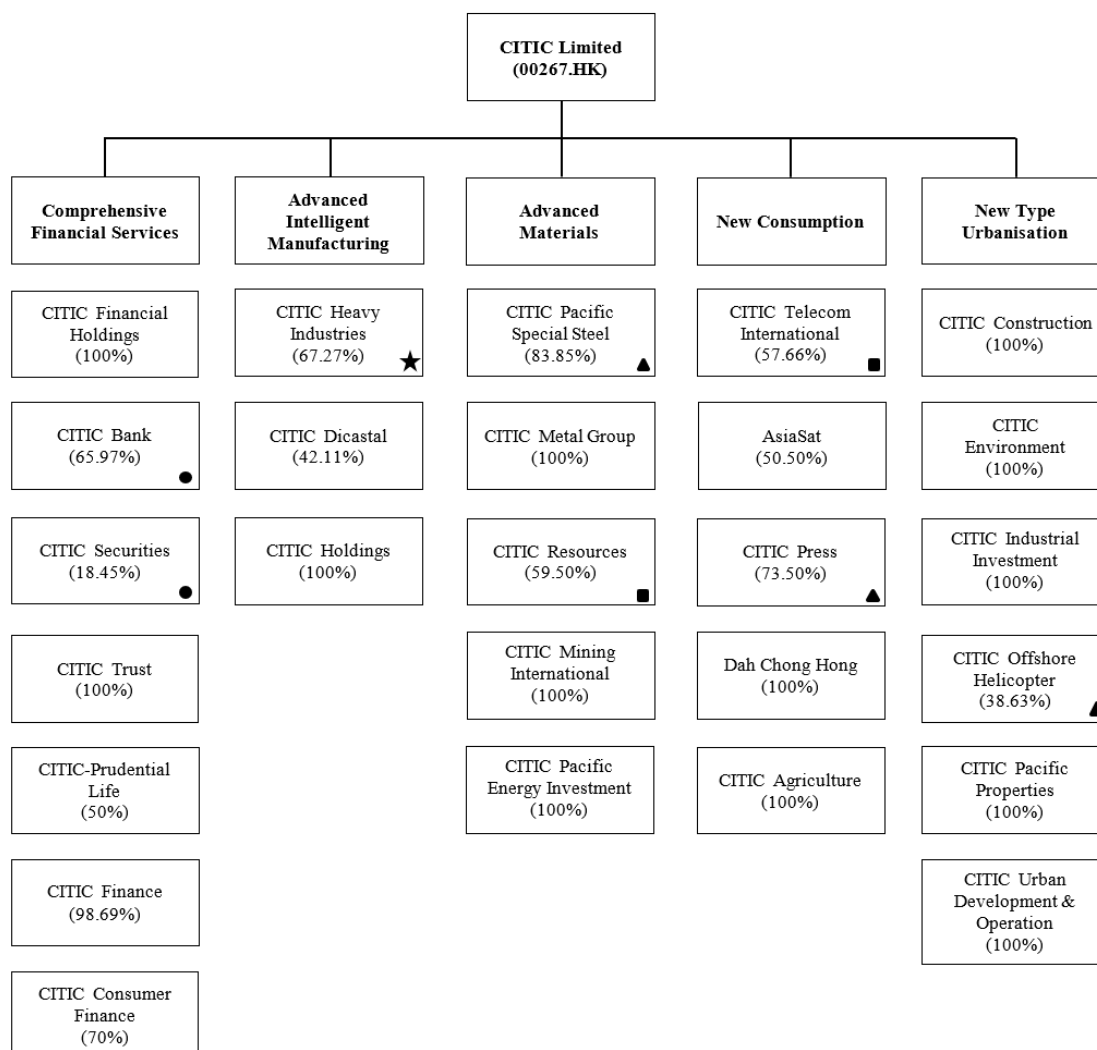 CITIC Limited
(00267.HK)
Comprehensive
Financial Services
Advanced
Intelligent
Manufacturing
Advanced
Materials
New Consumption
New Type
Urbanisation
CITIC Financial
Holdings
(100%)
CITIC Heavy
Industries
(67.27%)
CITIC Pacific
Special Steel
(83.85%)
CITIC Telecom
International
(57.66%)
CITIC Construction
(100%)
CITIC Bank
(65.97%)
CITIC Dicastal
(42.11%)
CITIC Metal Group
(100%)
AsiaSat
(50.50%)
CITIC
Environment
(100%)
CITIC Securities
(18.45%)
CITIC Holdings
(100%)
CITIC Resources
(59.50%)
CITIC Press
(73.50%)
CITIC Industrial
Investment
(100%)
CITIC Trust
(100%)
CITIC Mining
International
(100%)
Dah Chong Hong
(100%)
CITIC Offshore
Helicopter
(38.63%)
CITIC-Prudential
Life
(50%)
CITIC Pacific
Energy Investment
(100%)
CITIC Agriculture
(100%)
CITIC Pacific
Properties
(100%)
CITIC Finance
(98.69%)
CITIC Urban
Development &
Operation
(100%)
CITIC Consumer
Finance
(70%)